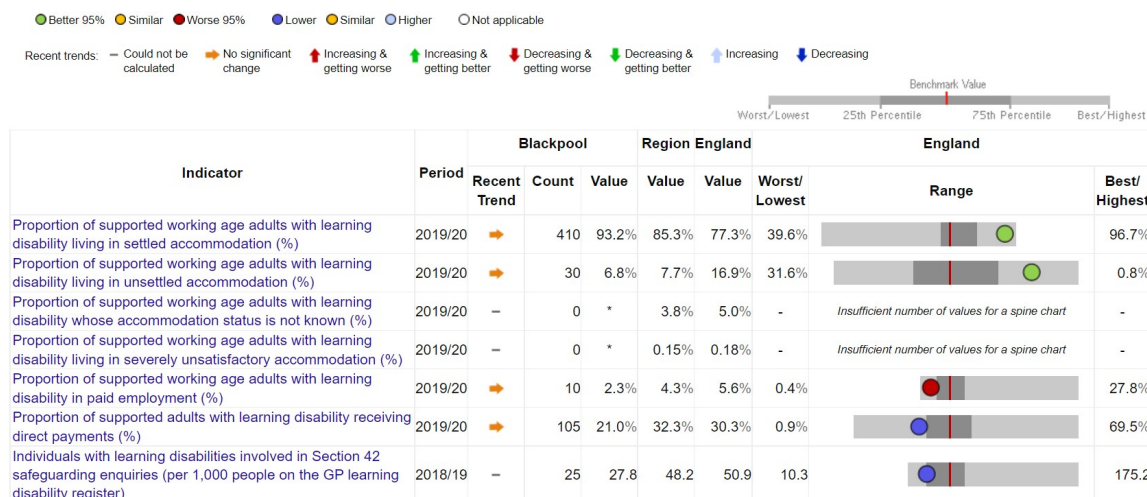 Better 95% Similar Worse 95% Lower Similar Higher Not applicable
Recent trends: – Could not be calculated No significant change Increasing & getting worse Increasing & getting better Decreasing & getting worse Decreasing & getting better Increasing Decreasing
Benchmark Value
Worst/Lowest 25th Percentile 75th Percentile Best/Highest
Blackpool Region England England
Indicator Period Recent Trend Count Value Value Value Worst/ Lowest Range Best/ Highest
Proportion of supported working age adults with learning
disability living in settled accommodation (%) 2019/20 410 93.2% 85.3% 77.3% 39.6% 96.7%
Proportion of supported working age adults with learning
disability living in unsettled accommodation (%) 2019/20 30 6.8% 7.7% 16.9% 31.6% 0.8%
Proportion of supported working age adults with learning
disability whose accommodation status is not known (%) 2019/20 – 0 * 3.8% 5.0% - Insufficient number of values for a spine chart -
Proportion of supported working age adults with learning
disability living in severely unsatisfactory accommodation (%) 2019/20 – 0 * 0.15% 0.18% - Insufficient number of values for a spine chart -
Proportion of supported working age adults with learning
disability in paid employment (%) 2019/20 10 2.3% 4.3% 5.6% 0.4% 27.8%
Proportion of supported adults with learning disability receiving
direct payments (%) 2019/20 105 21.0% 32.3% 30.3% 0.9% 69.5%
Individuals with learning disabilities involved in Section 42
safeguarding enquiries (per 1,000 people on the GP learning
disability register) 2018/19 – 25 27.8 48.2 50.9 10.3 175.2